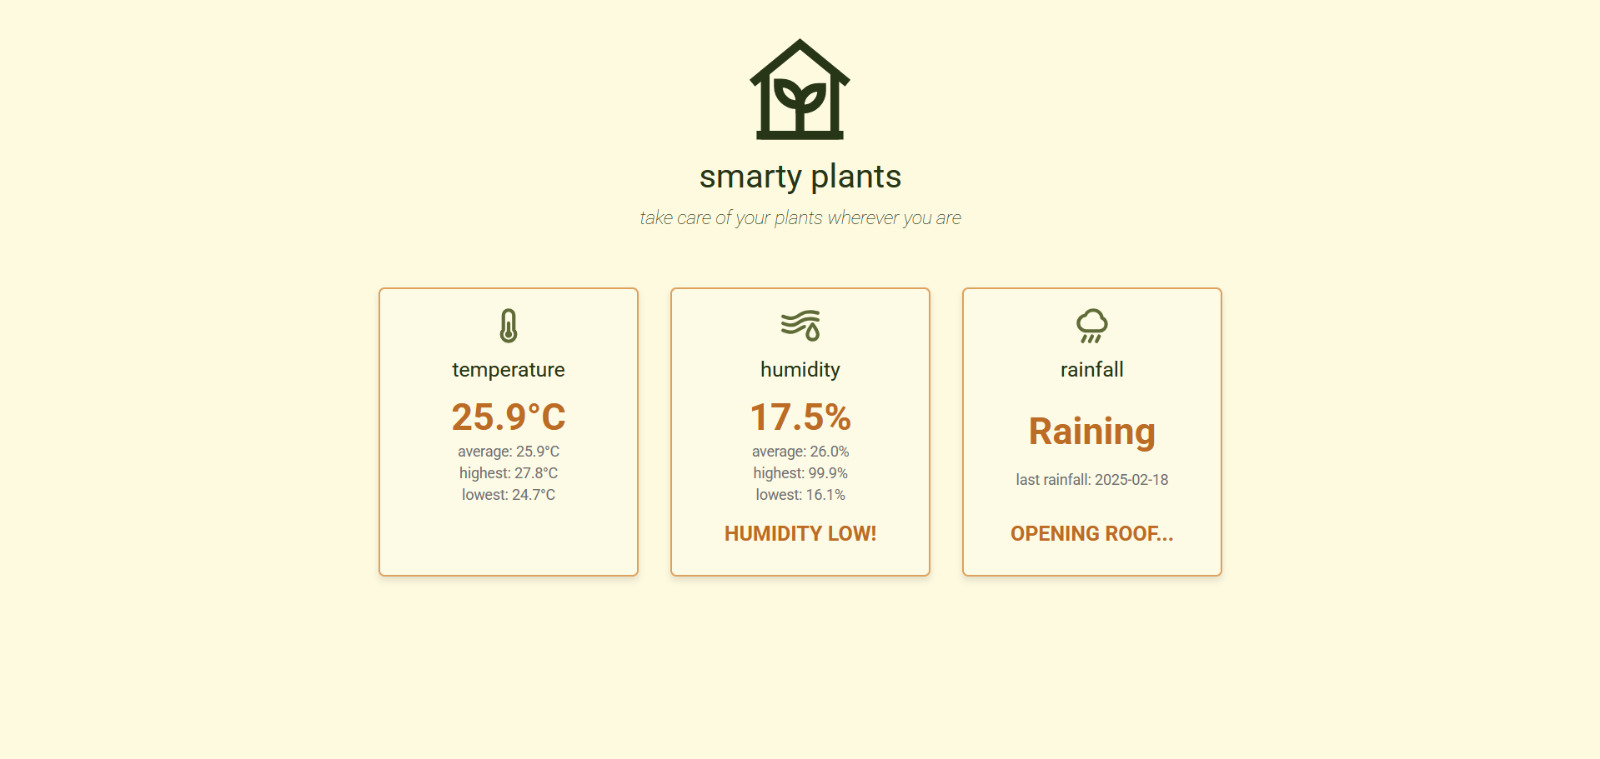 smarty plants
take care of your plants wherever you are
temperature
25.9°C
average: 25.9°C
highest: 27.8°C
lowest: 24.7°C
humidity
17.5%
average: 26.0%
highest: 99.9%
lowest: 16.1%
HUMIDITY LOW!
rainfall
Raining
last rainfall: 2025-02-18
OPENING ROOF...